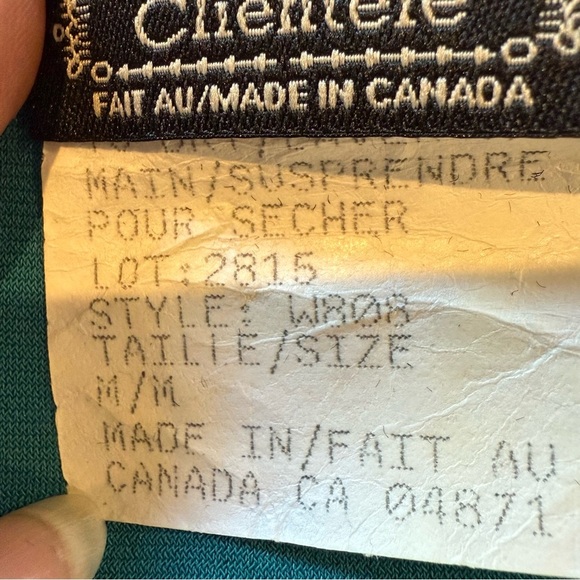 Clientele
FAIT AU/MADE IN CANADA
MAIN/SUSPRENDRE
POUR SECHER
LOT:2815
STYLE: WR08
TAILLE/SIZE
M/M
MADE IN/FAIT AU
CANADA CA 04871